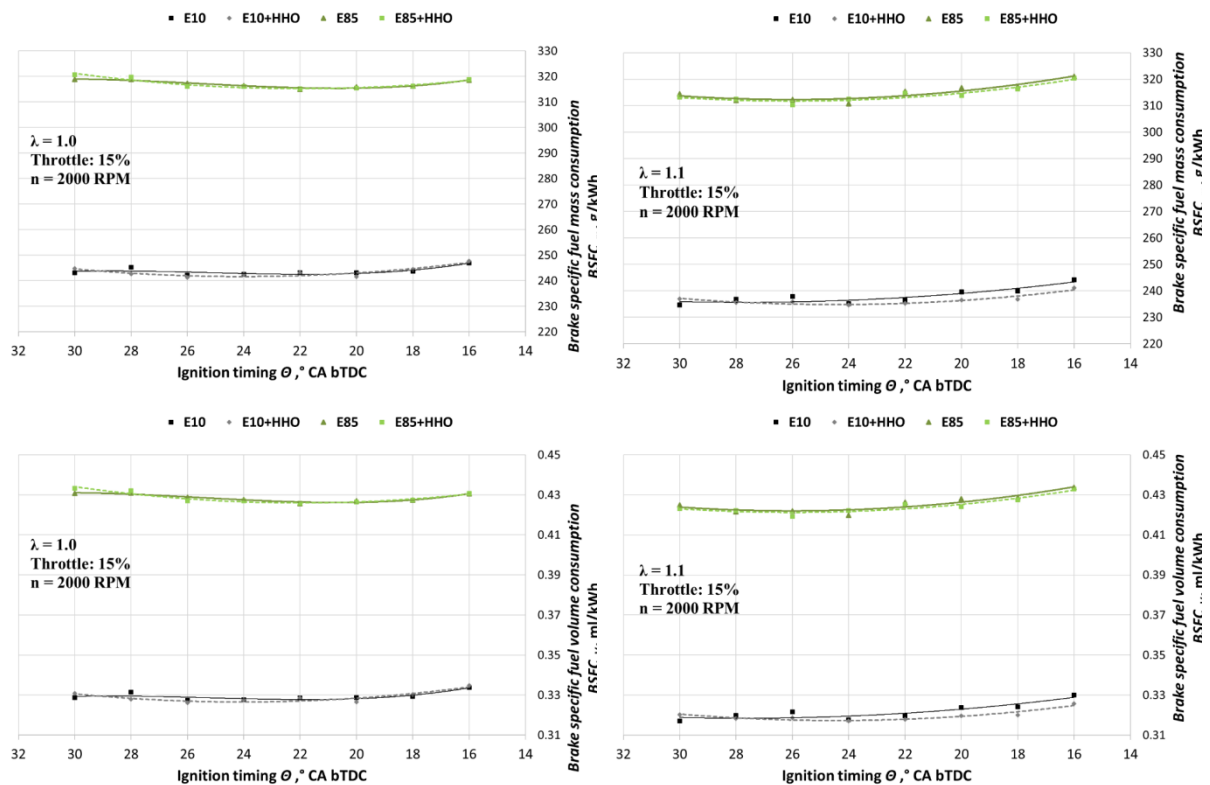 E10 E10+HHO E85 E85+HHO
330
320
310
300
290
280
270
260
250
240
230
220
λ = 1.0
Throttle: 15%
n = 2000 RPM
32 30 28 26 24 22 20 18 16 14
Ignition timing Θ ,° CA bTDC
Brake specific fuel mass consumption
g/kWh
E10 E10+HHO E85 E85+HHO
330
320
310
300
290
280
270
260
250
240
230
220
λ = 1.1
Throttle: 15%
n = 2000 RPM
32 30 28 26 24 22 20 18 16 14
Ignition timing Θ ,° CA bTDC
Brake specific fuel mass consumption
g/kWh
E10 E10+HHO E85 E85+HHO
0.45
0.43
0.41
0.39
0.37
0.35
0.33
0.31
λ = 1.0
Throttle: 15%
n = 2000 RPM
32 30 28 26 24 22 20 18 16 14
Ignition timing Θ ,° CA bTDC
Brake specific fuel volume consumption
ml/kWh
E10 E10+HHO E85 E85+HHO
0.45
0.43
0.41
0.39
0.37
0.35
0.33
0.31
λ = 1.1
Throttle: 15%
n = 2000 RPM
32 30 28 26 24 22 20 18 16 14
Ignition timing Θ ,° CA bTDC
Brake specific fuel volume consumption
ml/kWh